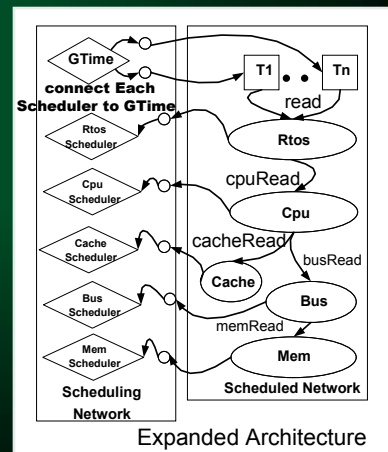 GTime
T1
Tn
connect Each
Scheduler to GTime
read
Rtos
Scheduler
Rtos
cpuRead
Cpu
Scheduler
Cpu
cacheRead
Cache
Scheduler
busRead
Cache
Bus
Scheduler
Bus
memRead
Mem
Scheduler
Mem
Scheduling
Network
Scheduled Network
Expanded Architecture